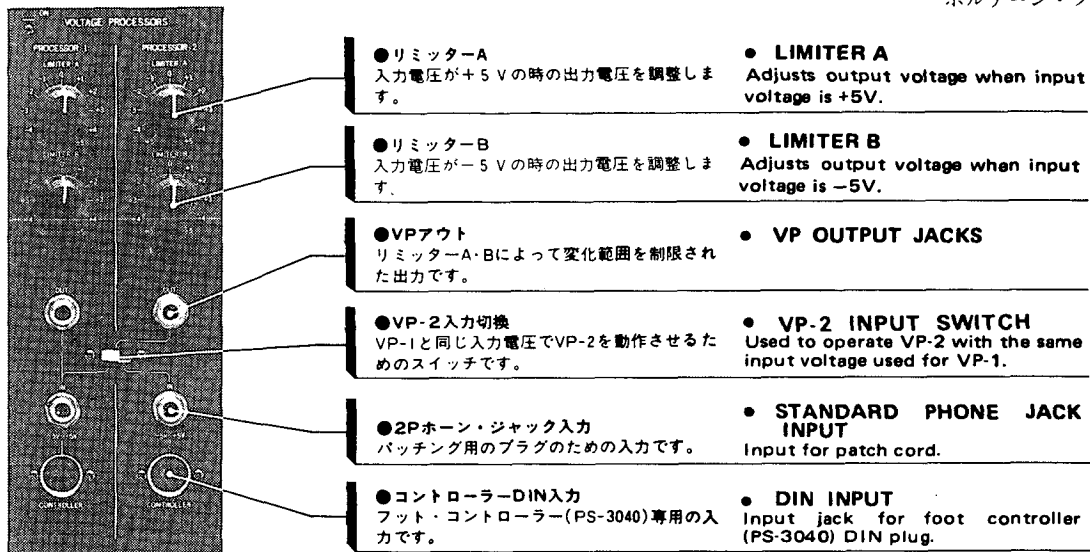 ON
VOLTAGE PROCESSORS
PROCESSOR-1 PROCESSOR-2
LIMITER A LIMITER A
LIMITER B LIMITER B
OUT OUT
IN IN
-5V~+5V -5V~+5V
CONTROLLER CONTROLLER
●リミッターA
入力電圧が+5Vの時の出力電圧を調整しま
す。
• LIMITER A
Adjusts output voltage when input
voltage is +5V.
●リミッターB
入力電圧が−5Vの時の出力電圧を調整しま
す.
• LIMITER B
Adjusts output voltage when input
voltage is −5V.
●VPアウト
リミッターA·Bによって変化範囲を制限され
た出力です。
• VP OUTPUT JACKS
●VP-2入力切換
VP-1と同じ入力電圧でVP-2を動作させるた
めのスイッチです。
• VP-2 INPUT SWITCH
Used to operate VP-2 with the same
input voltage used for VP-1.
●2Pホーン・ジャック入力
パッチング用のプラグのための入力です。
• STANDARD PHONE JACK
INPUT
Input for patch cord.
●コントローラーDIN入力
フット・コントローラー(PS-3040)専用の入
力です。
• DIN INPUT
Input jack for foot controller
(PS-3040) DIN plug.